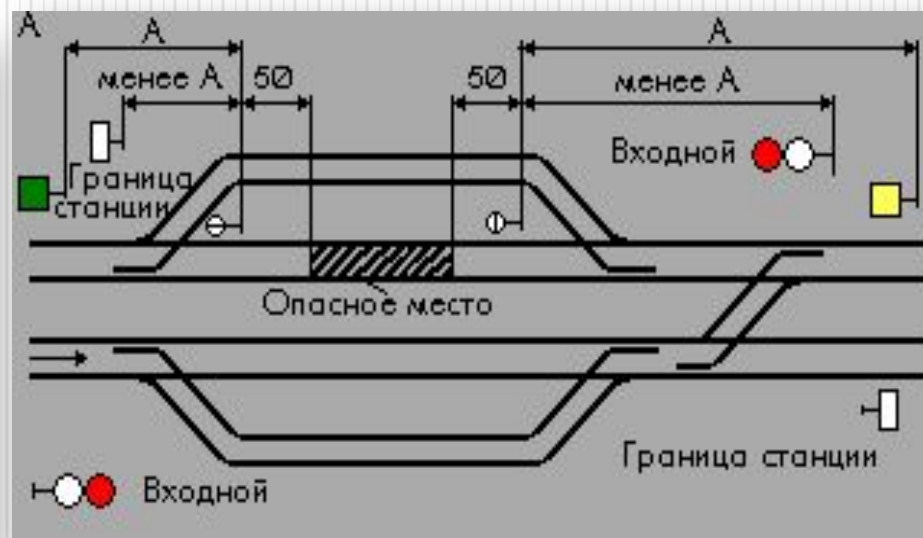 А
А
А
менее А
50
50
менее А
Входной
Граница
станции
Опасное место
Граница станции
Входной